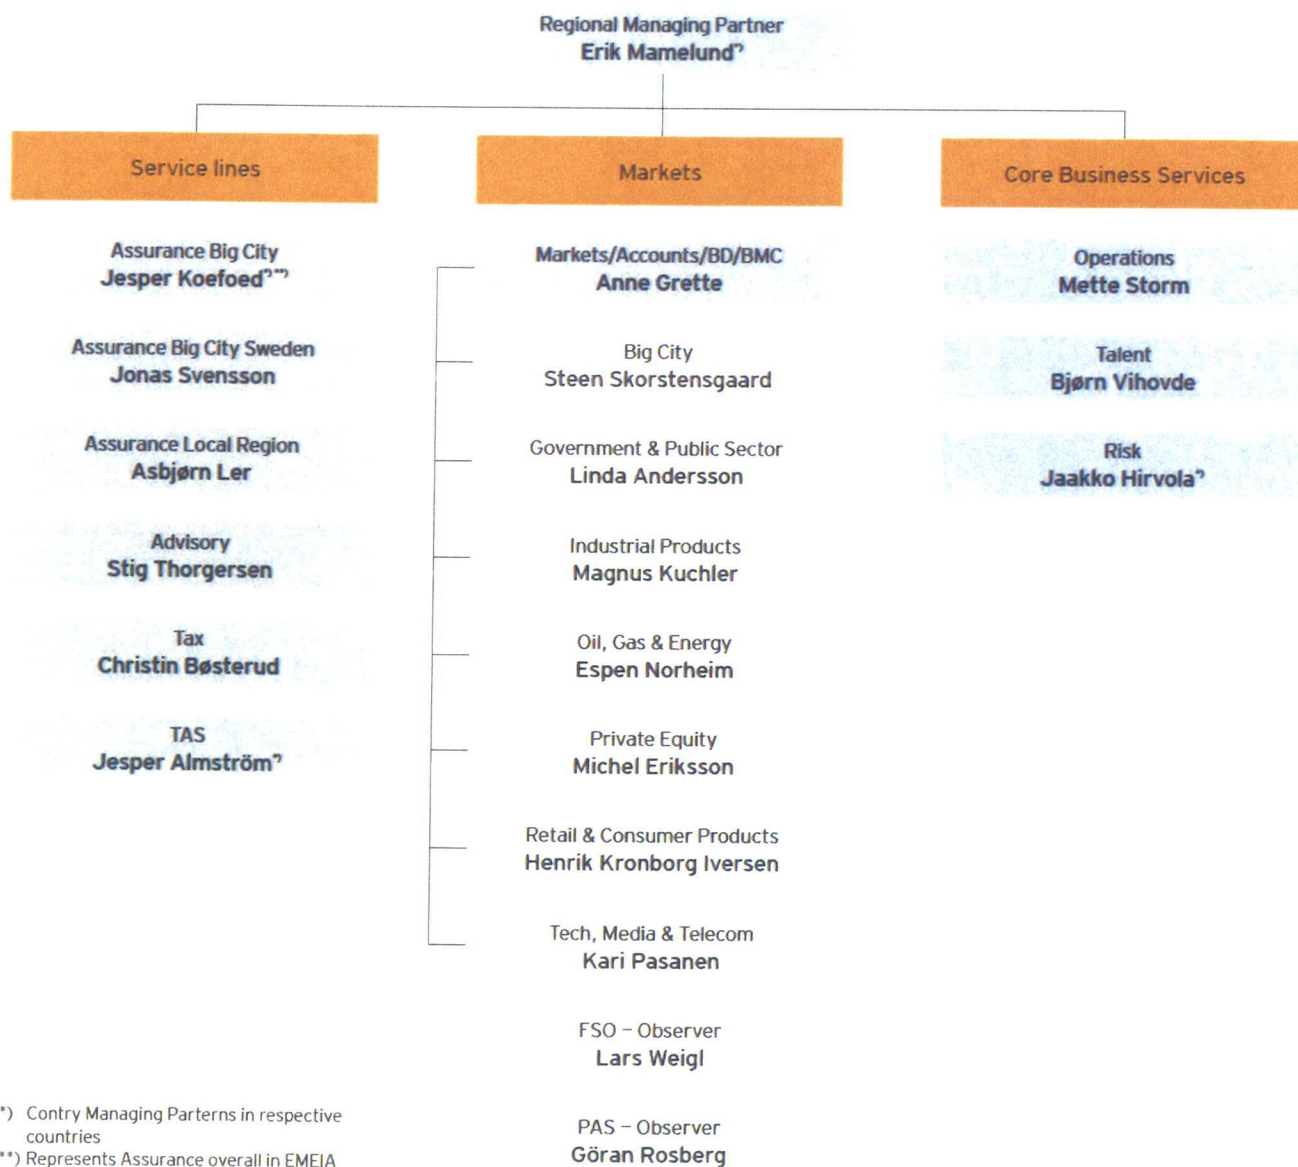 Regional Managing Partner
Erik Mamelund*)
Service lines
Assurance Big City
Jesper Koefoed*) **)
Assurance Big City Sweden
Jonas Svensson
Assurance Local Region
Asbjørn Ler
Advisory
Stig Thorgersen
Tax
Christin Bøsterud
TAS
Jesper Almström*)
Markets
Markets/Accounts/BD/BMC
Anne Grette
Big City
Steen Skorstensgaard
Government & Public Sector
Linda Andersson
Industrial Products
Magnus Kuchler
Oil, Gas & Energy
Espen Norheim
Private Equity
Michel Eriksson
Retail & Consumer Products
Henrik Kronborg Iversen
Tech, Media & Telecom
Kari Pasanen
FSO – Observer
Lars Weigl
PAS – Observer
Göran Rosberg
Core Business Services
Operations
Mette Storm
Talent
Bjørn Vihovde
Risk
Jaakko Hirvola*)
*) Contry Managing Parterns in respective
countries
**) Represents Assurance overall in EMEIA